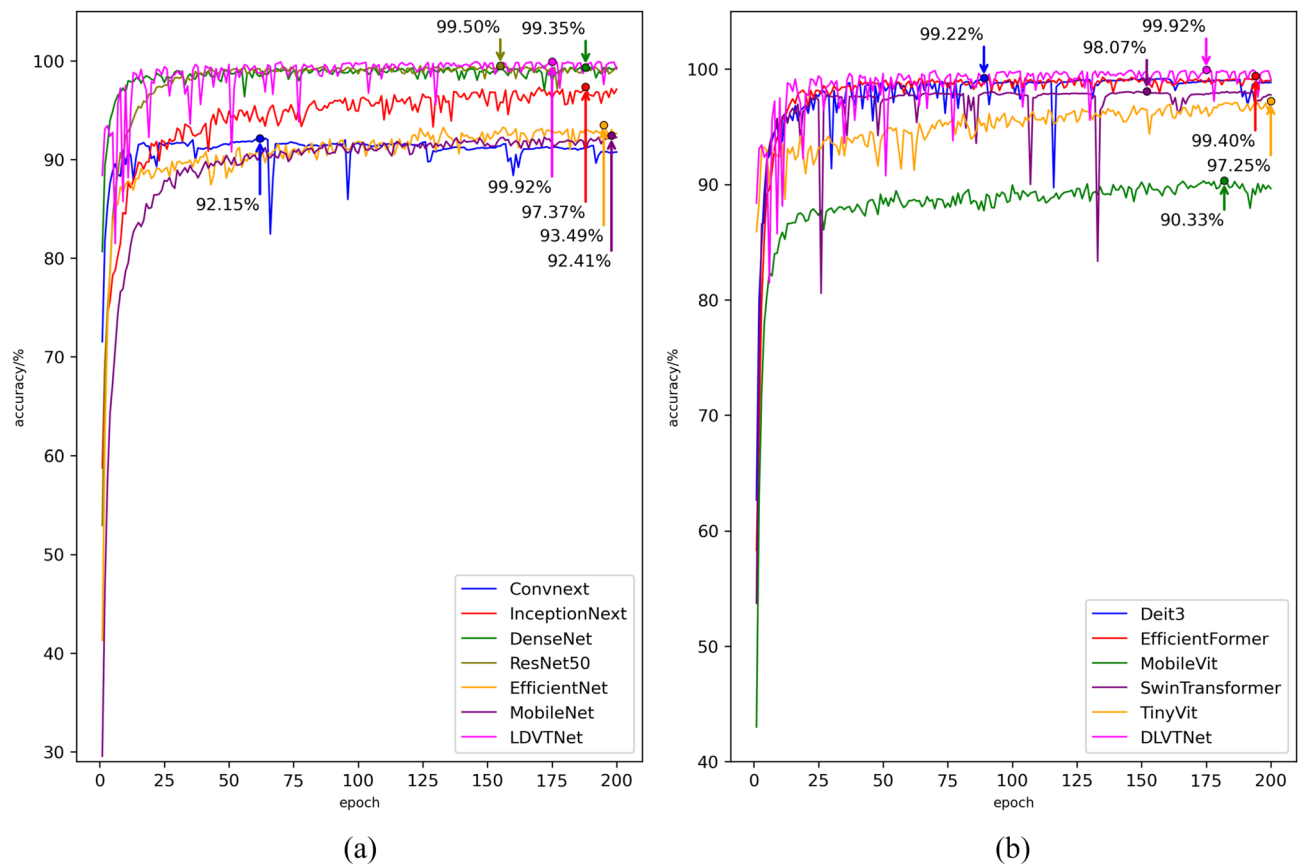 99.50%
99.35%
99.92%
92.15%
97.37%
93.49%
92.41%
accuracy/%
100
90
80
70
60
50
40
30
Convnext
InceptionNext
DenseNet
ResNet50
EfficientNet
MobileNet
LDVTNet
0 25 50 75 100 125 150 175 200
epoch
(a)
99.22%
98.07%
99.92%
99.40%
97.25%
90.33%
accuracy/%
100
90
80
70
60
50
40
Deit3
EfficientFormer
MobileVit
SwinTransformer
TinyVit
DLVTNet
0 25 50 75 100 125 150 175 200
epoch
(b)